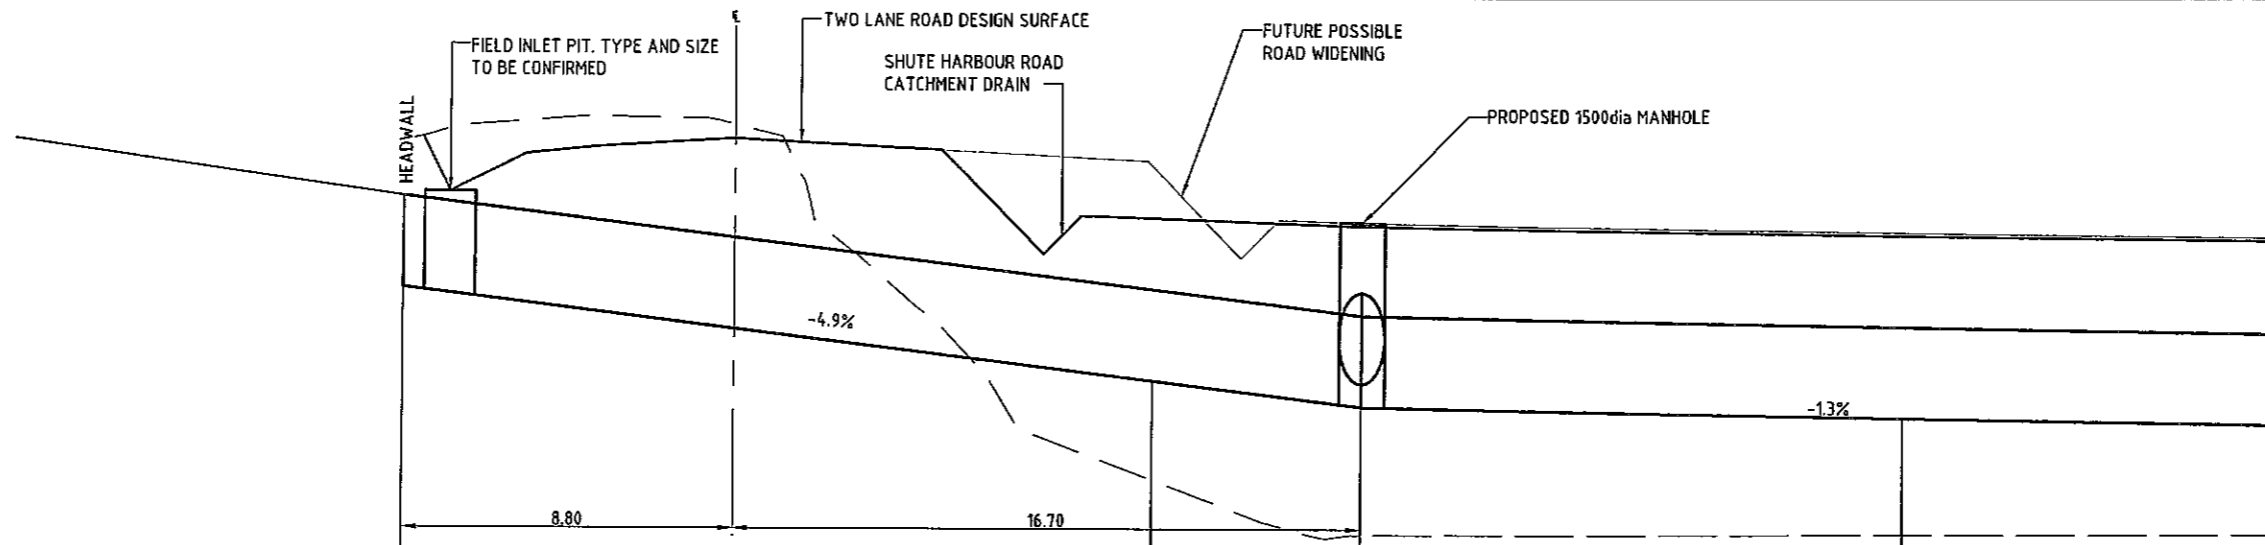 ℄
TWO LANE ROAD DESIGN SURFACE
FIELD INLET PIT. TYPE AND SIZE
TO BE CONFIRMED
FUTURE POSSIBLE
ROAD WIDENING
SHUTE HARBOUR ROAD
CATCHMENT DRAIN
HEADWALL
PROPOSED 1500dia MANHOLE
-4.9%
-1.3%
8.80
16.70